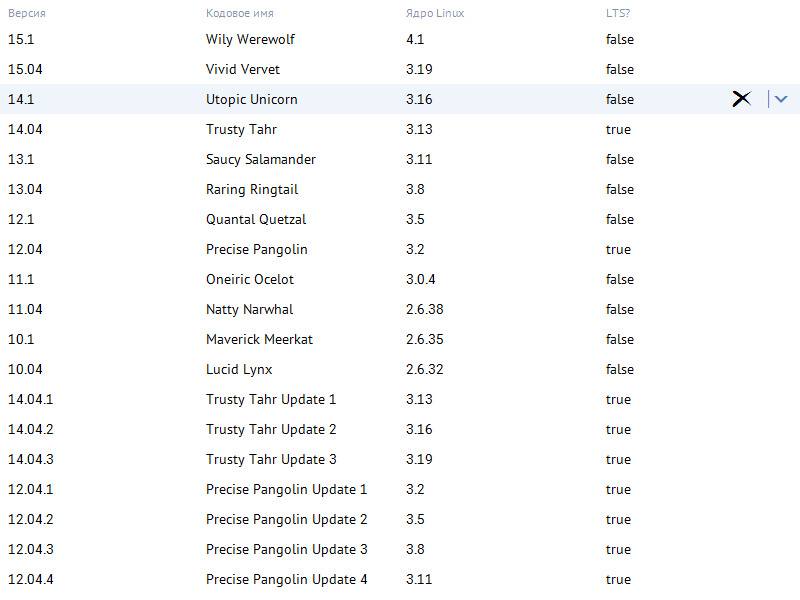 Версия Кодовое имя Ядро Linux LTS?
15.1 Wily Werewolf 4.1 false
15.04 Vivid Vervet 3.19 false
14.1 Utopic Unicorn 3.16 false
14.04 Trusty Tahr 3.13 true
13.1 Saucy Salamander 3.11 false
13.04 Raring Ringtail 3.8 false
12.1 Quantal Quetzal 3.5 false
12.04 Precise Pangolin 3.2 true
11.1 Oneiric Ocelot 3.0.4 false
11.04 Natty Narwhal 2.6.38 false
10.1 Maverick Meerkat 2.6.35 false
10.04 Lucid Lynx 2.6.32 false
14.04.1 Trusty Tahr Update 1 3.13 true
14.04.2 Trusty Tahr Update 2 3.16 true
14.04.3 Trusty Tahr Update 3 3.19 true
12.04.1 Precise Pangolin Update 1 3.2 true
12.04.2 Precise Pangolin Update 2 3.5 true
12.04.3 Precise Pangolin Update 3 3.8 true
12.04.4 Precise Pangolin Update 4 3.11 true